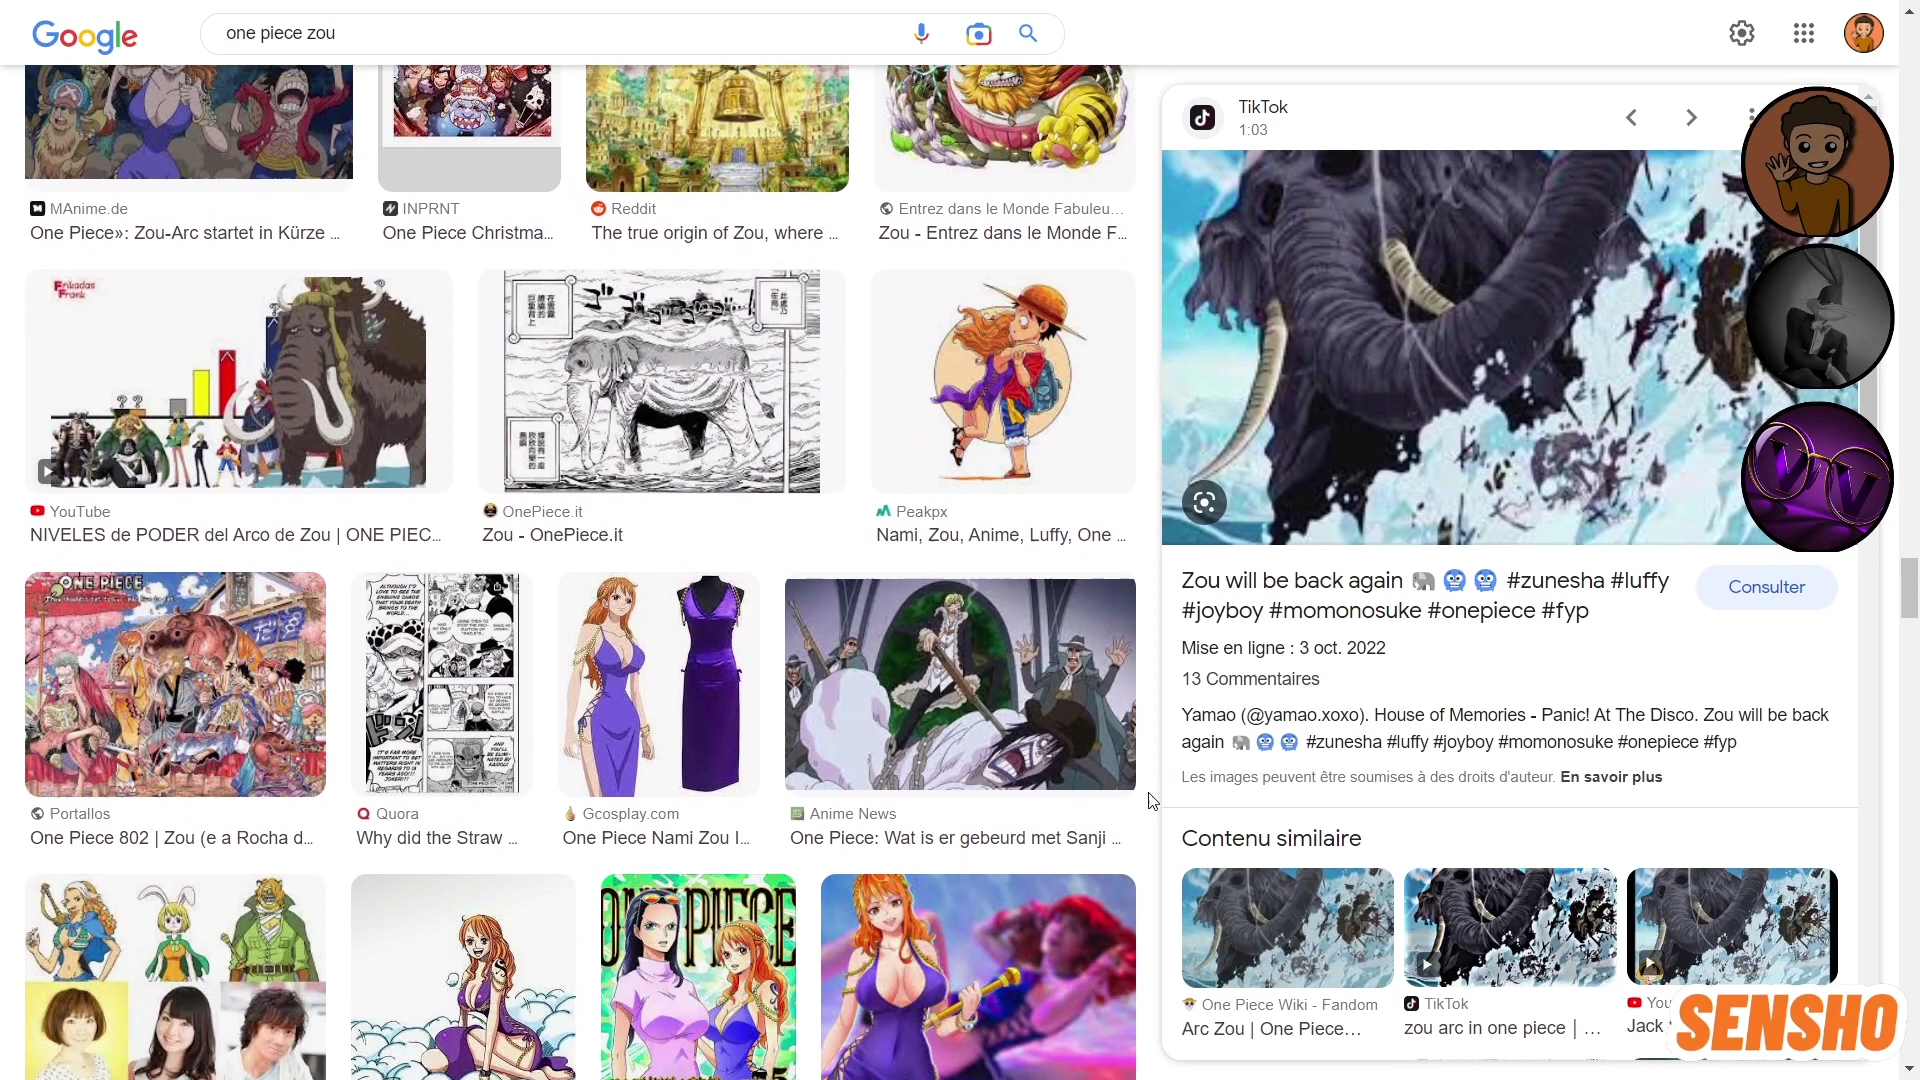 Google
one piece zou
MAnime.de
One Piece»: Zou-Arc startet in Kürze ...
INPRNT
One Piece Christma...
Reddit
The true origin of Zou, where ...
Entrez dans le Monde Fabuleu...
Zou - Entrez dans le Monde F...
TikTok
1:03
Frikadas
Frank
YouTube
NIVELES de PODER del Arco de Zou | ONE PIEC...
OnePiece.it
Zou - OnePiece.it
Peakpx
Nami, Zou, Anime, Luffy, One ...
Zou will be back again 🐘 🥶 🥶 #zunesha #luffy
#joyboy #momonosuke #onepiece #fyp
Consulter
Mise en ligne : 3 oct. 2022
13 Commentaires
Yamao (@yamao.xoxo). House of Memories - Panic! At The Disco. Zou will be back
again 🐘 🥶 🥶 #zunesha #luffy #joyboy #momonosuke #onepiece #fyp
Les images peuvent être soumises à des droits d'auteur. En savoir plus
ONE PIECE
Portallos
One Piece 802 | Zou (e a Rocha d...
Quora
Why did the Straw ...
Gcosplay.com
One Piece Nami Zou I...
Anime News
One Piece: Wat is er gebeurd met Sanji ...
Contenu similaire
One Piece Wiki - Fandom
Arc Zou | One Piece...
TikTok
zou arc in one piece | ...
You
Jack
ONE PIECE
VIV
SENSHO